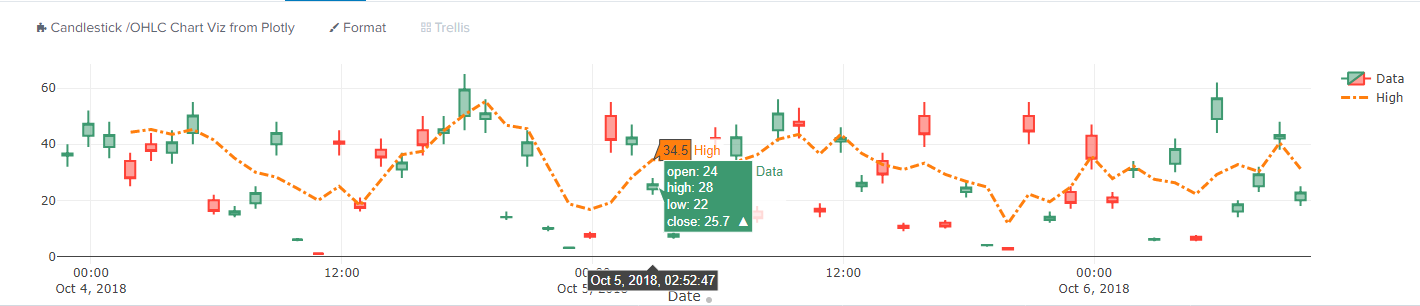 Candlestick /OHLC Chart Viz from Plotly
Format
Trellis
60
40
20
0
Data
High
34.5 High
open: 24
high: 28
low: 22
close: 25.7 ▲
Data
00:00
Oct 4, 2018
12:00
Oct 5, 2018, 02:52:47
12:00
00:00
Oct 6, 2018
Date